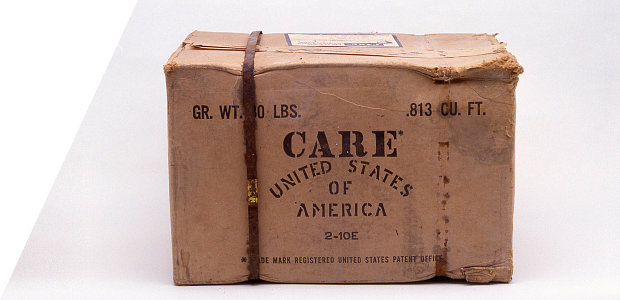 GR. WT. 30 LBS. .813 CU. FT.
CARE*
UNITED STATES
OF
AMERICA
2-10E
* MARK REGISTERED UNITED STATES PATENT OFFICE